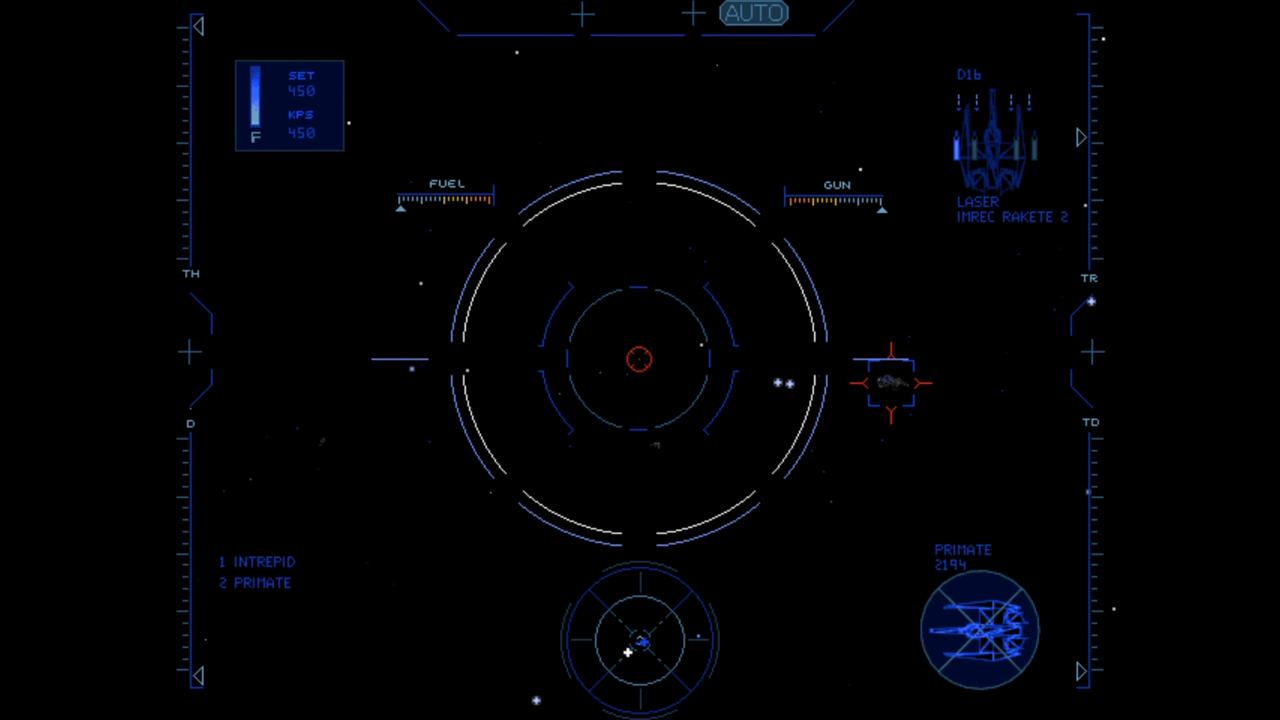 AUTO
SET
450
KPS
450
F
D16
FUEL
GUN
LASER
IMREC RAKETE 2
TH
TR
D
TD
1 INTREPID
2 PRIMATE
PRIMATE
2194